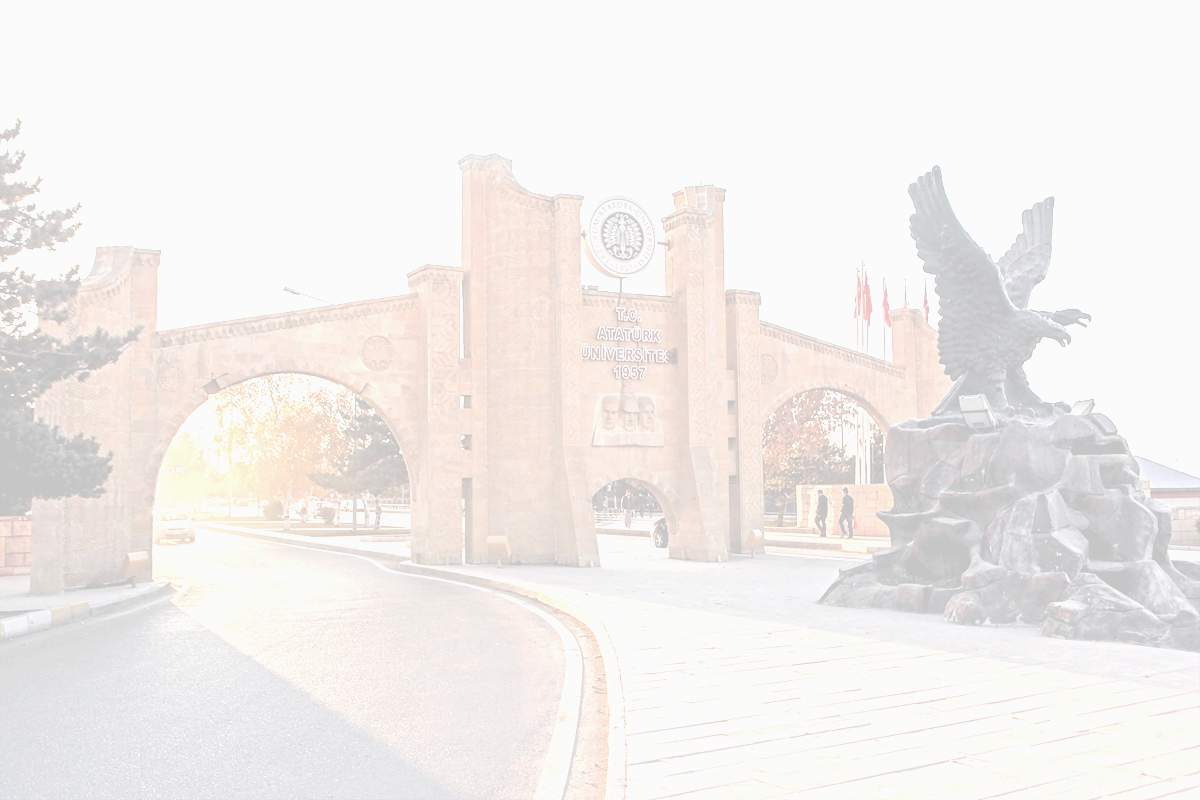 T.C.
ATATÜRK
ÜNİVERSİTESİ
1957